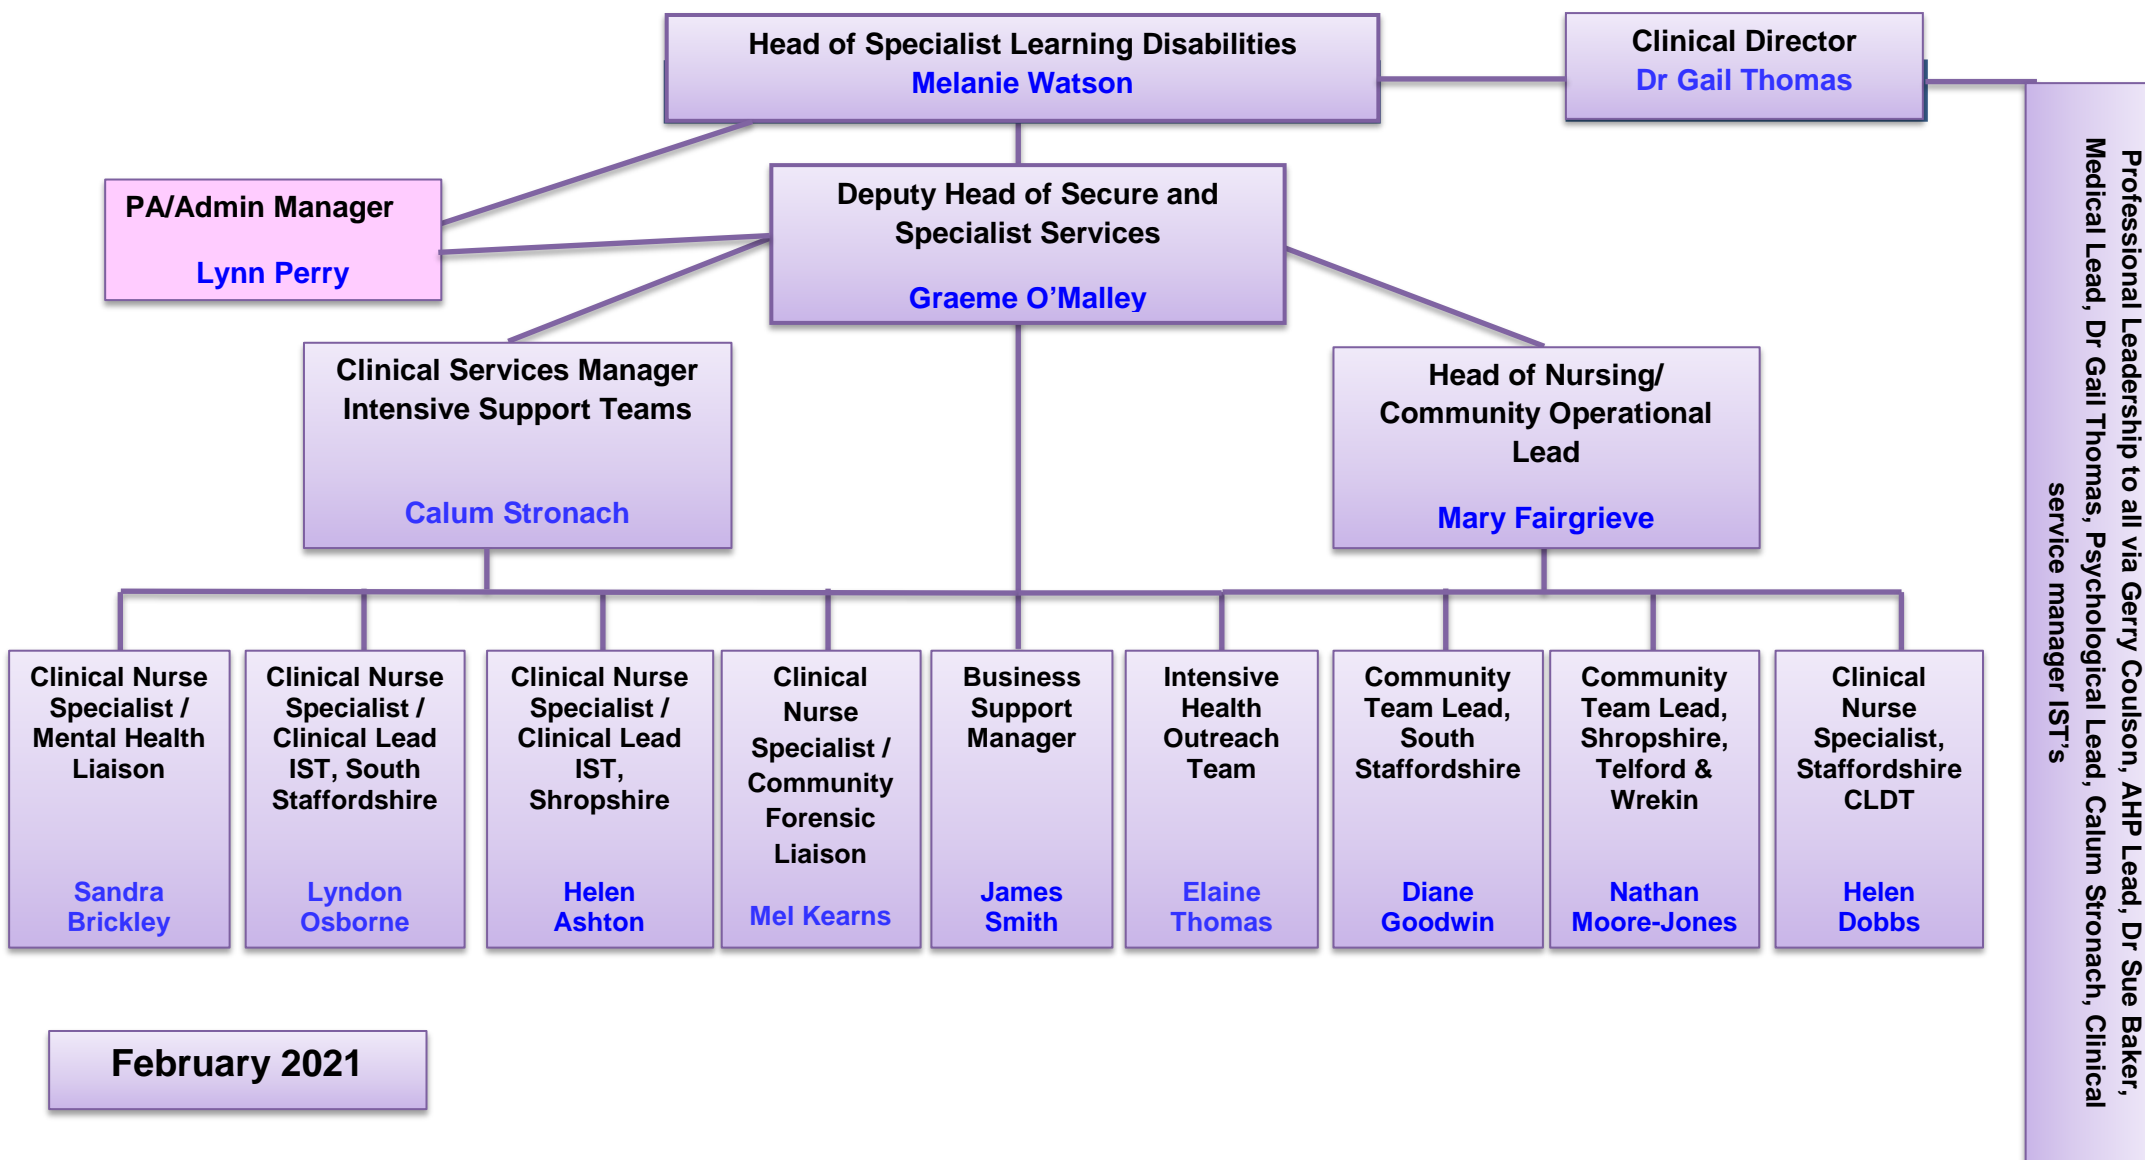 Head of Specialist Learning Disabilities
Melanie Watson
Clinical Director
Dr Gail Thomas
PA/Admin Manager
Lynn Perry
Deputy Head of Secure and
Specialist Services
Graeme O’Malley
Clinical Services Manager
Intensive Support Teams
Calum Stronach
Head of Nursing/
Community Operational
Lead
Mary Fairgrieve
Clinical Nurse
Specialist /
Mental Health
Liaison
Sandra
Brickley
Clinical Nurse
Specialist /
Clinical Lead
IST, South
Staffordshire
Lyndon
Osborne
Clinical Nurse
Specialist /
Clinical Lead
IST,
Shropshire
Helen
Ashton
Clinical
Nurse
Specialist /
Community
Forensic
Liaison
Mel Kearns
Business
Support
Manager
James
Smith
Intensive
Health
Outreach
Team
Elaine
Thomas
Community
Team Lead,
South
Staffordshire
Diane
Goodwin
Community
Team Lead,
Shropshire,
Telford &
Wrekin
Nathan
Moore-Jones
Clinical
Nurse
Specialist,
Staffordshire
CLDT
Helen
Dobbs
Professional Leadership to all via Gerry Coulson, AHP Lead, Dr Sue Baker,
Medical Lead, Dr Gail Thomas, Psychological Lead, Calum Stronach, Clinical
service manager IST’s
February 2021